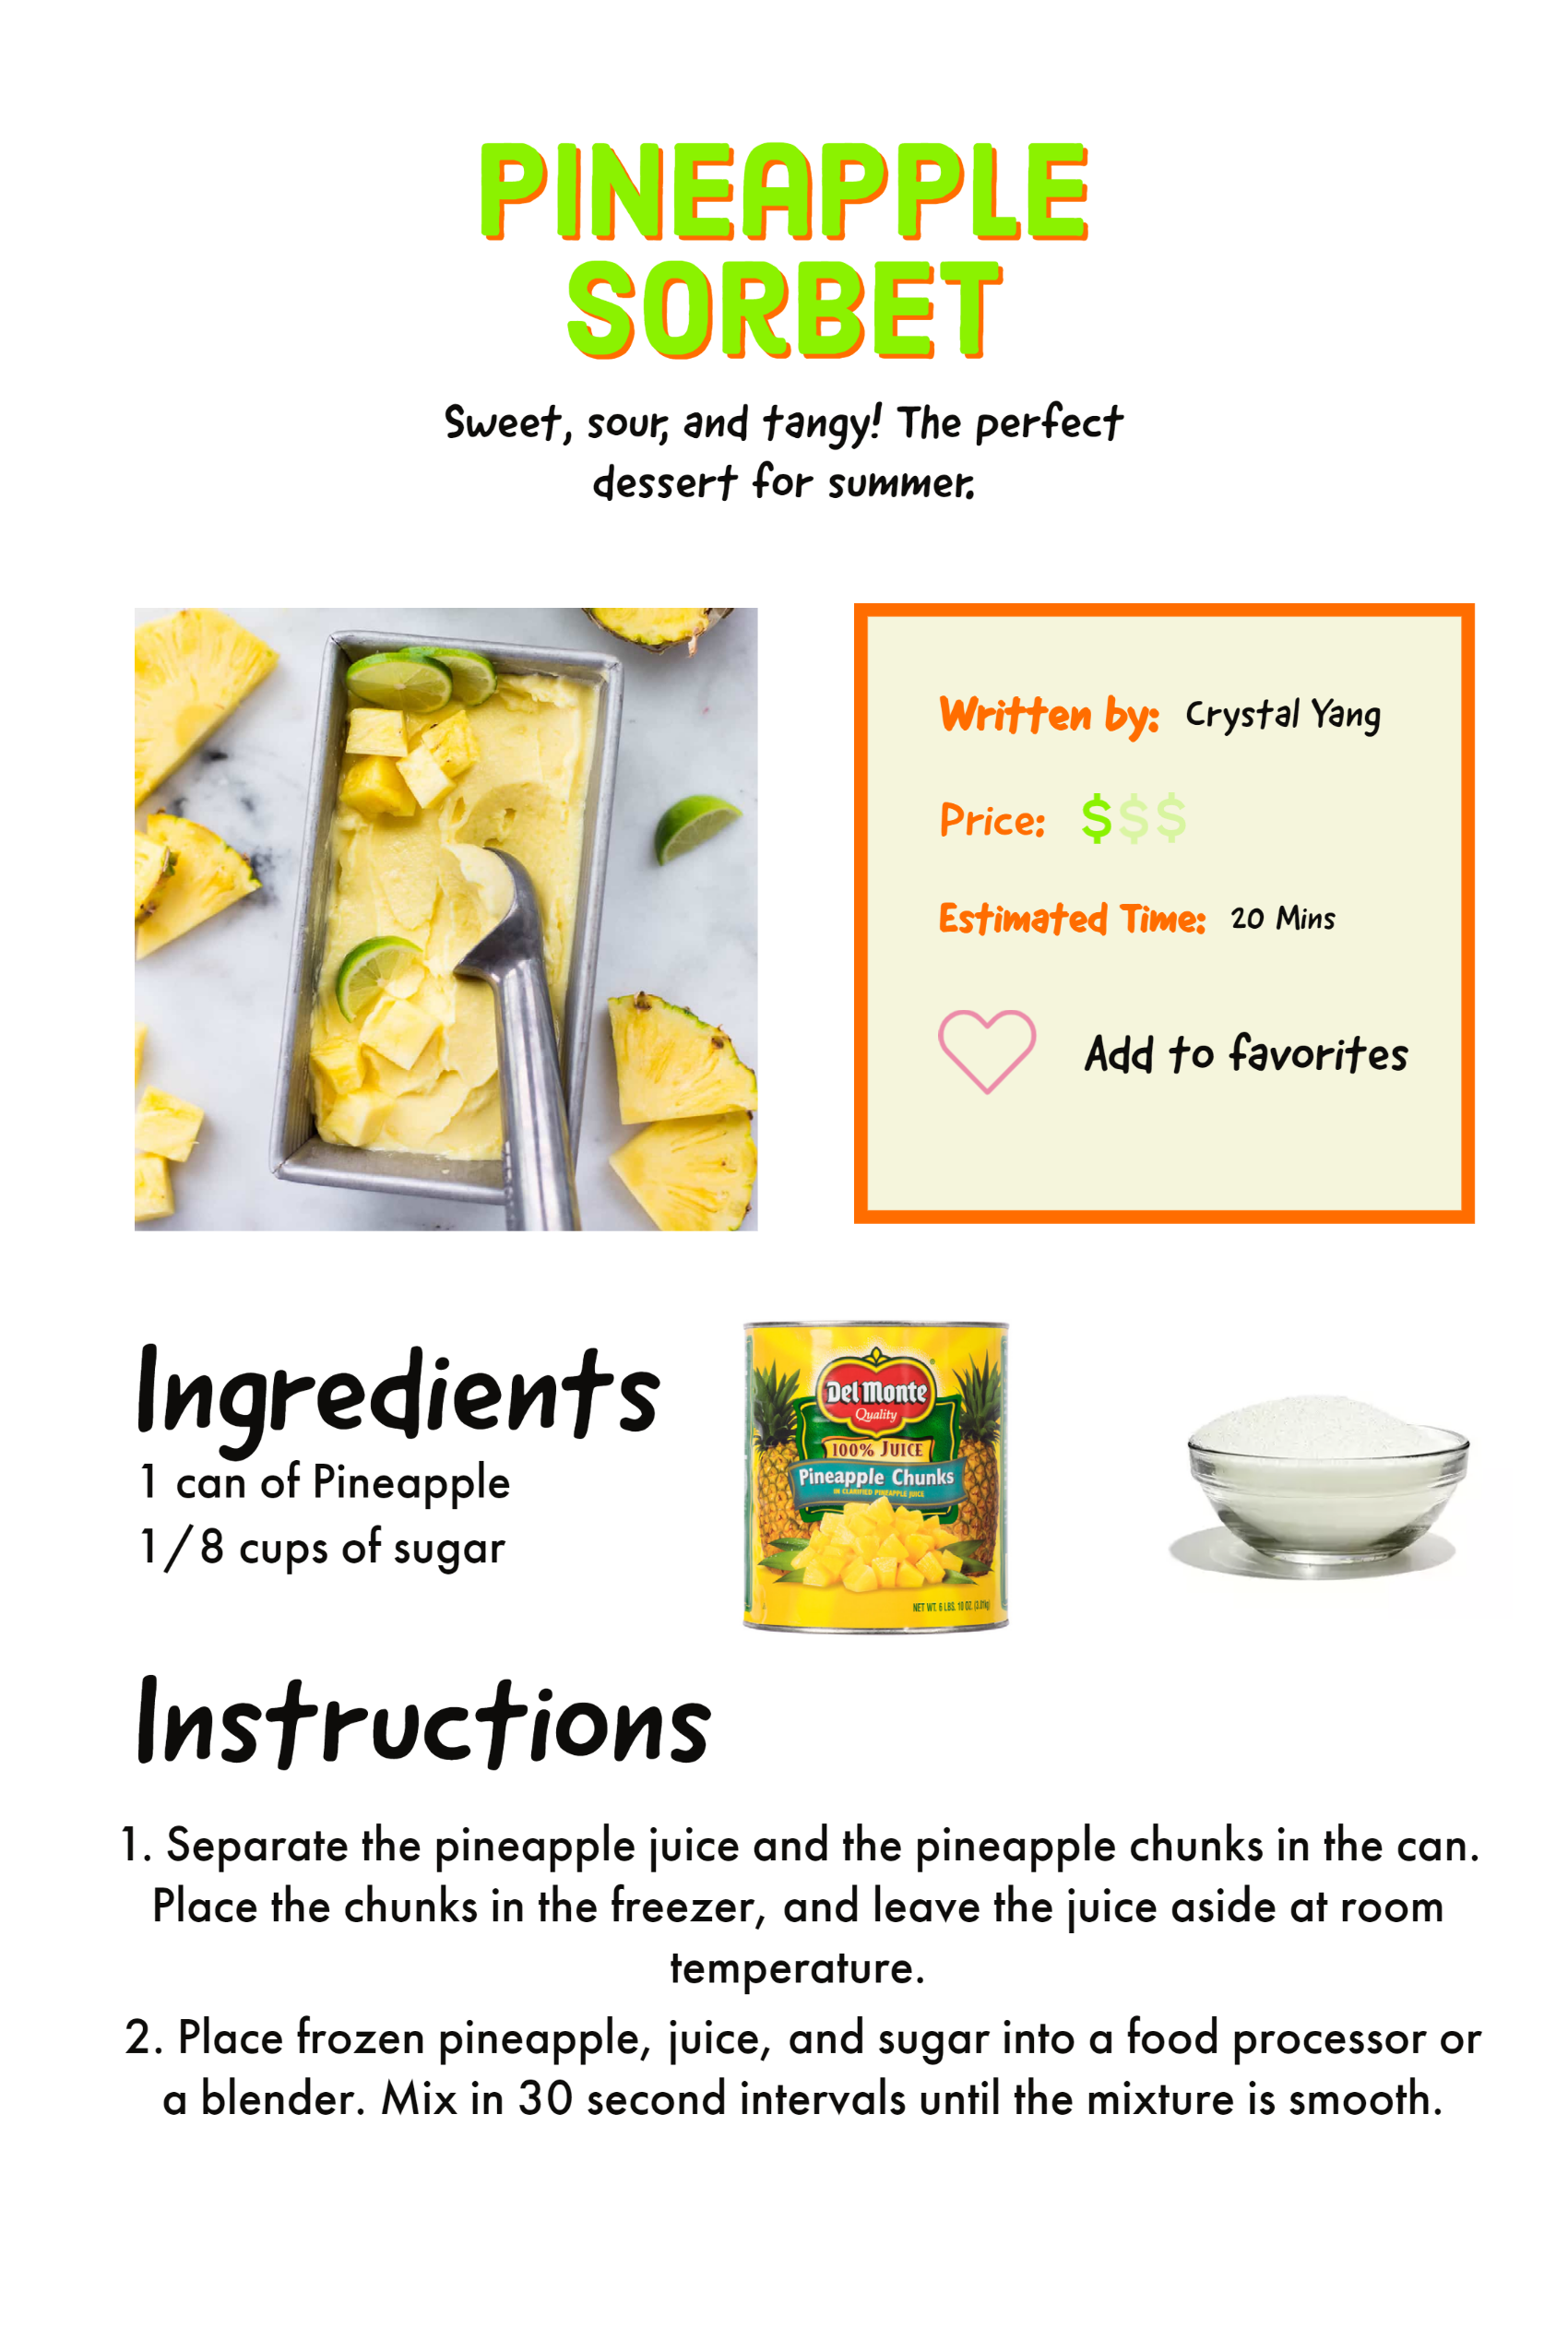 PINEAPPLE
SORBET
Sweet, sour, and tangy! The perfect
dessert for summer.
Written by: Crystal Yang
Price: $$$
Estimated Time: 20 Mins
Add to favorites
Ingredients
1 can of Pineapple
1/8 cups of sugar
Del Monte
Quality
100% JUICE
Pineapple Chunks
IN CLARIFIED PINEAPPLE JUICE
NET WT. 6 LBS. 10 OZ. (3.01kg)
Instructions
1. Separate the pineapple juice and the pineapple chunks in the can.
Place the chunks in the freezer, and leave the juice aside at room
temperature.
2. Place frozen pineapple, juice, and sugar into a food processor or
a blender. Mix in 30 second intervals until the mixture is smooth.